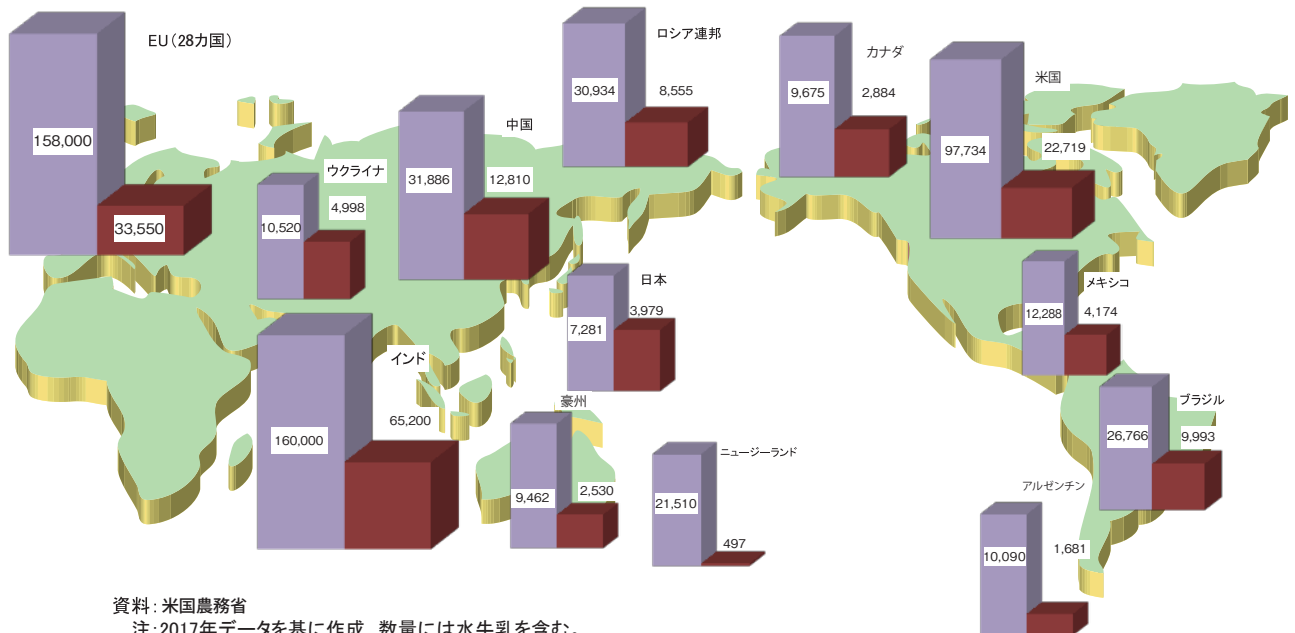 EU（28カ国）
158,000
33,550
ウクライナ
10,520
4,998
中国
31,886
12,810
ロシア連邦
30,934
8,555
カナダ
9,675
2,884
米国
97,734
22,719
日本
7,281
3,979
メキシコ
12,288
4,174
インド
160,000
65,200
豪州
9,462
2,530
ニュージーランド
21,510
497
ブラジル
26,766
9,993
アルゼンチン
10,090
1,681
資料：米国農務省
注：2017年データを基に作成、数量には水牛乳を含む。